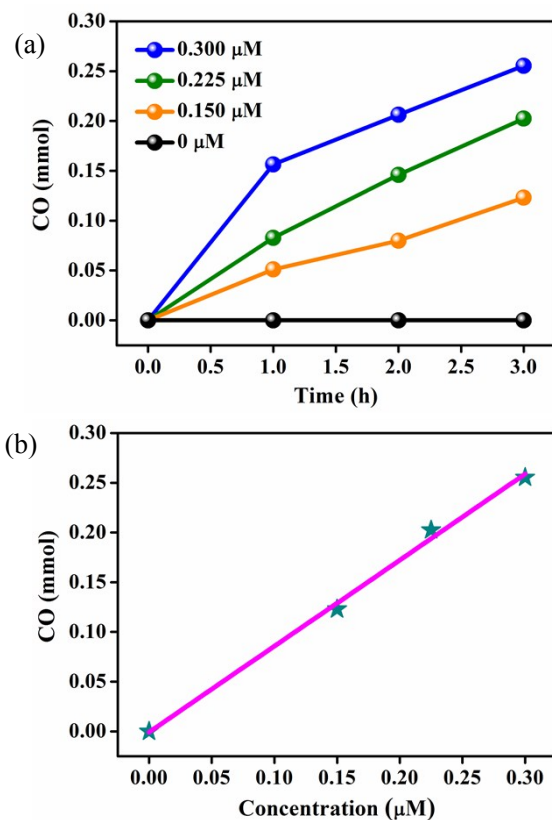 (a)
0.30
0.25
0.20
0.15
0.10
0.05
0.00
CO (mmol)
0.300 μM
0.225 μM
0.150 μM
0 μM
0.0 0.5 1.0 1.5 2.0 2.5 3.0
Time (h)
(b)
0.30
0.25
0.20
0.15
0.10
0.05
0.00
CO (mmol)
0.00 0.05 0.10 0.15 0.20 0.25 0.30
Concentration (μM)